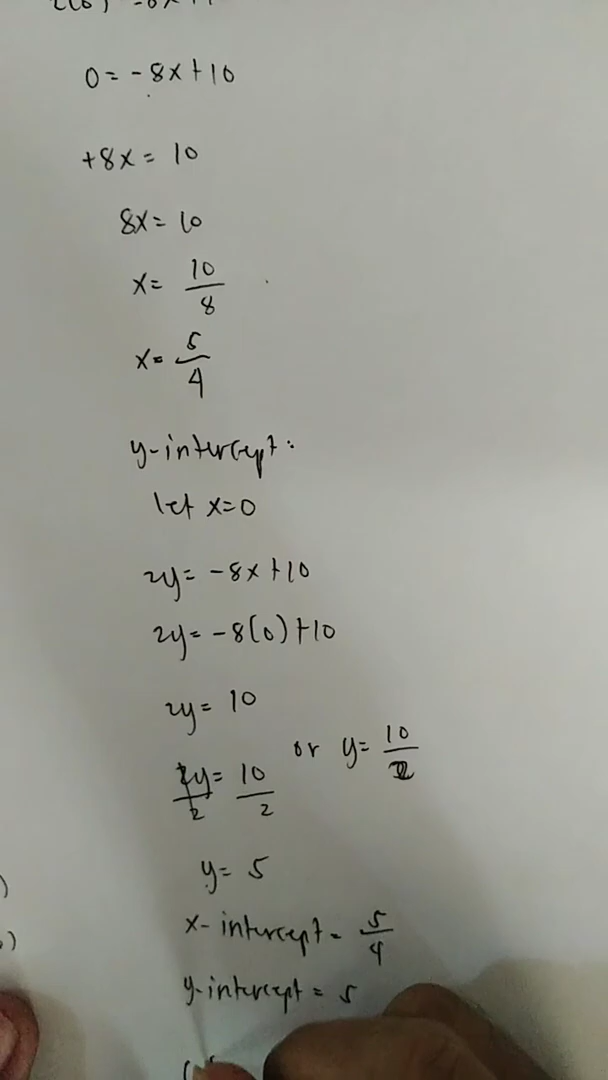 0 = -8x + 10
+8x = 10
8x = 10
x = 10/8
x = 5/4
y-intercept:
let x=0
2y = -8x + 10
2y = -8(0) + 10
2y = 10
2y/2 = 10/2 or y = 10/2
y = 5
x-intercept = 5/4
y-intercept = 5